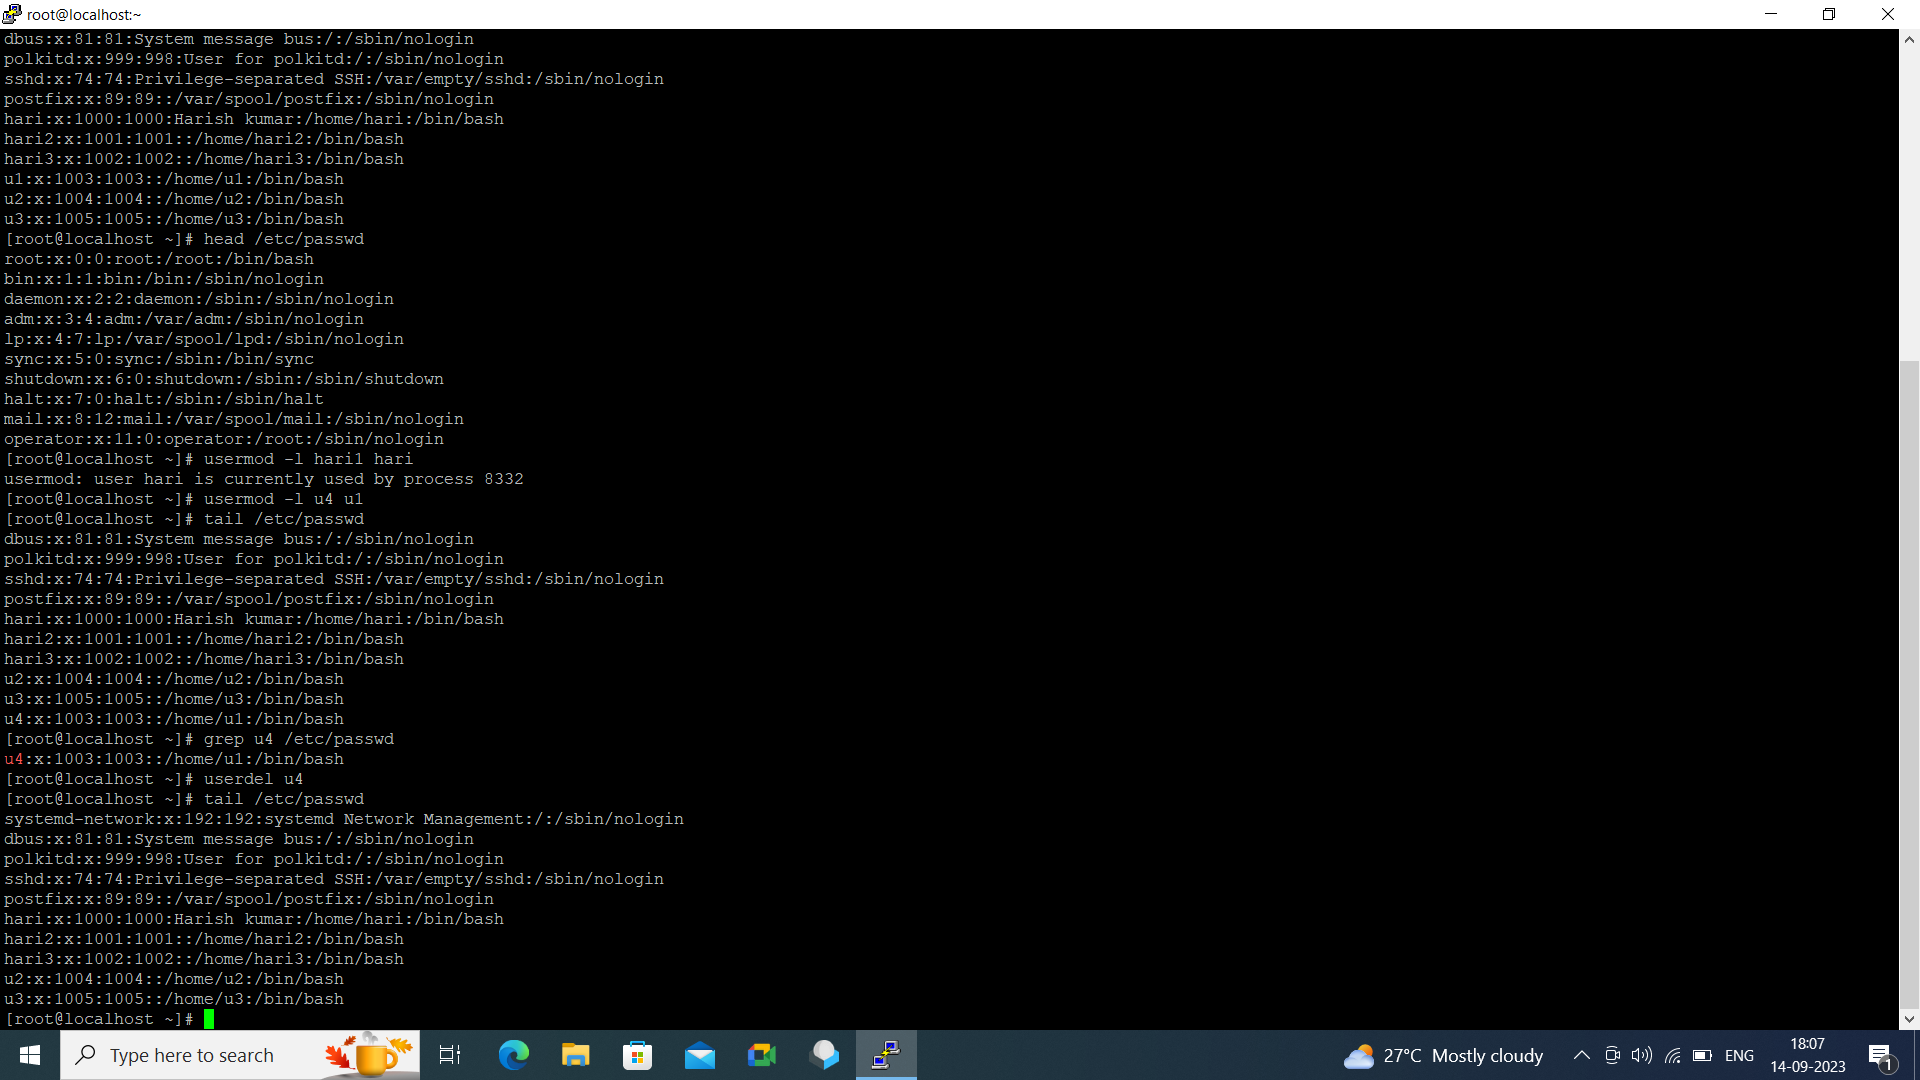 root@localhost:~
dbus:x:81:81:System message bus:/:/sbin/nologin
polkitd:x:999:998:User for polkitd:/:/sbin/nologin
sshd:x:74:74:Privilege-separated SSH:/var/empty/sshd:/sbin/nologin
postfix:x:89:89::/var/spool/postfix:/sbin/nologin
hari:x:1000:1000:Harish kumar:/home/hari:/bin/bash
hari2:x:1001:1001::/home/hari2:/bin/bash
hari3:x:1002:1002::/home/hari3:/bin/bash
u1:x:1003:1003::/home/u1:/bin/bash
u2:x:1004:1004::/home/u2:/bin/bash
u3:x:1005:1005::/home/u3:/bin/bash
[root@localhost ~]# head /etc/passwd
root:x:0:0:root:/root:/bin/bash
bin:x:1:1:bin:/bin:/sbin/nologin
daemon:x:2:2:daemon:/sbin:/sbin/nologin
adm:x:3:4:adm:/var/adm:/sbin/nologin
lp:x:4:7:lp:/var/spool/lpd:/sbin/nologin
sync:x:5:0:sync:/sbin:/bin/sync
shutdown:x:6:0:shutdown:/sbin:/sbin/shutdown
halt:x:7:0:halt:/sbin:/sbin/halt
mail:x:8:12:mail:/var/spool/mail:/sbin/nologin
operator:x:11:0:operator:/root:/sbin/nologin
[root@localhost ~]# usermod -l hari1 hari
usermod: user hari is currently used by process 8332
[root@localhost ~]# usermod -l u4 u1
[root@localhost ~]# tail /etc/passwd
dbus:x:81:81:System message bus:/:/sbin/nologin
polkitd:x:999:998:User for polkitd:/:/sbin/nologin
sshd:x:74:74:Privilege-separated SSH:/var/empty/sshd:/sbin/nologin
postfix:x:89:89::/var/spool/postfix:/sbin/nologin
hari:x:1000:1000:Harish kumar:/home/hari:/bin/bash
hari2:x:1001:1001::/home/hari2:/bin/bash
hari3:x:1002:1002::/home/hari3:/bin/bash
u2:x:1004:1004::/home/u2:/bin/bash
u3:x:1005:1005::/home/u3:/bin/bash
u4:x:1003:1003::/home/u1:/bin/bash
[root@localhost ~]# grep u4 /etc/passwd
u4:x:1003:1003::/home/u1:/bin/bash
[root@localhost ~]# userdel u4
[root@localhost ~]# tail /etc/passwd
systemd-network:x:192:192:systemd Network Management:/:/sbin/nologin
dbus:x:81:81:System message bus:/:/sbin/nologin
polkitd:x:999:998:User for polkitd:/:/sbin/nologin
sshd:x:74:74:Privilege-separated SSH:/var/empty/sshd:/sbin/nologin
postfix:x:89:89::/var/spool/postfix:/sbin/nologin
hari:x:1000:1000:Harish kumar:/home/hari:/bin/bash
hari2:x:1001:1001::/home/hari2:/bin/bash
hari3:x:1002:1002::/home/hari3:/bin/bash
u2:x:1004:1004::/home/u2:/bin/bash
u3:x:1005:1005::/home/u3:/bin/bash
[root@localhost ~]#
Type here to search
27°C Mostly cloudy
ENG
18:07
14-09-2023
1